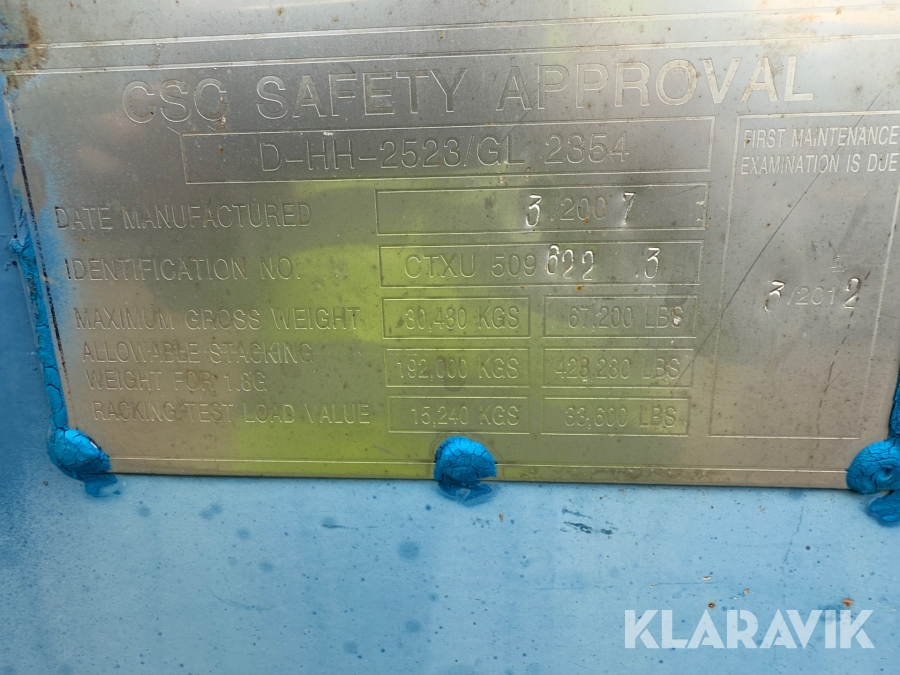 CSC SAFETY APPROVAL
D-HH-2523/GL 2354
FIRST MAINTENANCE
EXAMINATION IS DUE
DATE MANUFACTURED 3/2007
IDENTIFICATION NO. CTXU 509622 3
3/2012
MAXIMUM GROSS WEIGHT 30,480 KGS 67,200 LBS
ALLOWABLE STACKING
WEIGHT FOR 1.8G 192,000 KGS 423,280 LBS
RACKING TEST LOAD VALUE 15,240 KGS 33,600 LBS
KLARAVIK